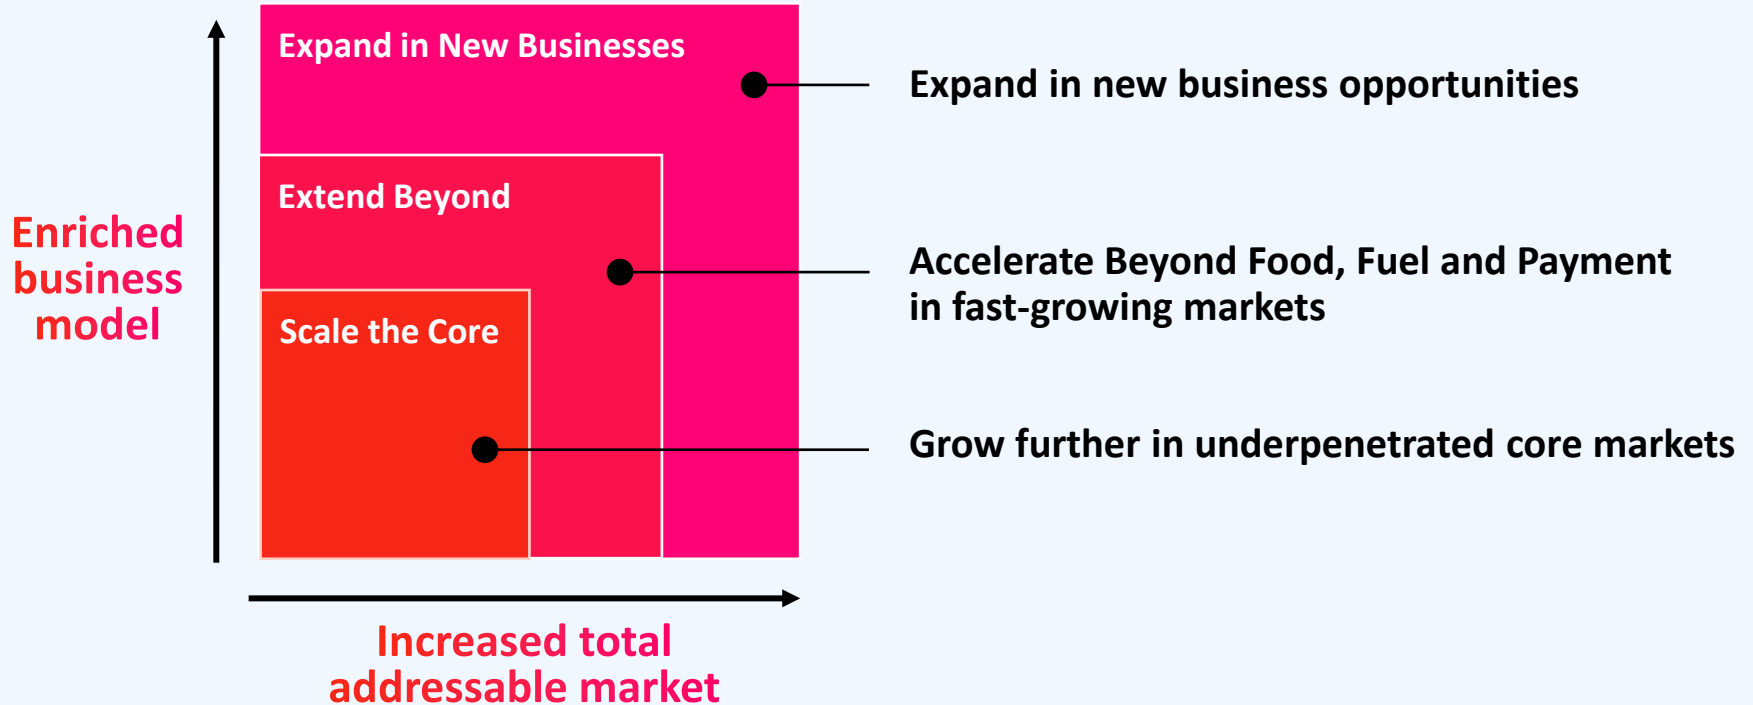 Expand in New Businesses
Expand in new business opportunities
Extend Beyond
Enriched
business
model
Accelerate Beyond Food, Fuel and Payment
in fast-growing markets
Scale the Core
Grow further in underpenetrated core markets
Increased total
addressable market